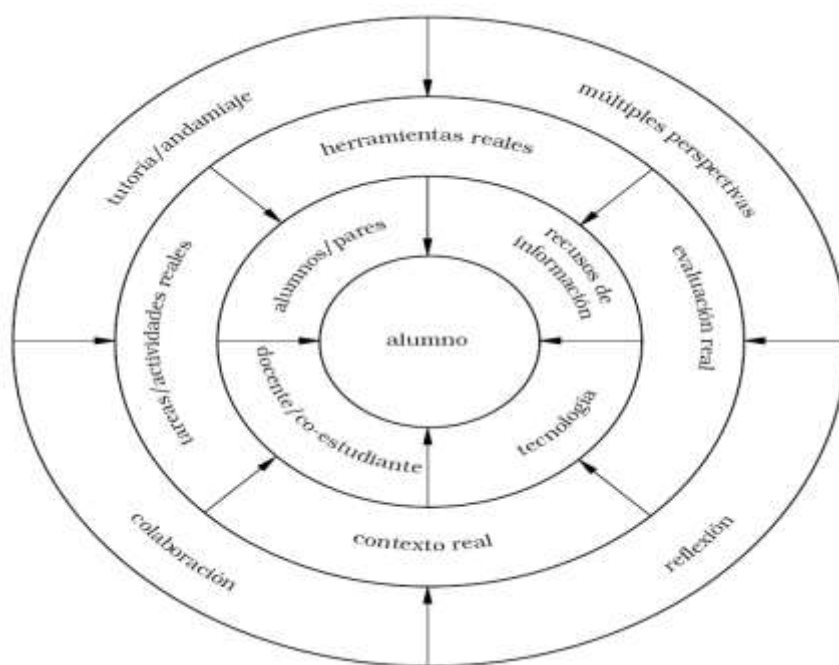 tutoría/andamiaje
múltiples perspectivas
herramientas reales
alumnos/pares
recusos de
información
tareas/actividades reales
alumno
evaluación real
docente/co-estudiante
tecnología
colaboración
contexto real
reflexión